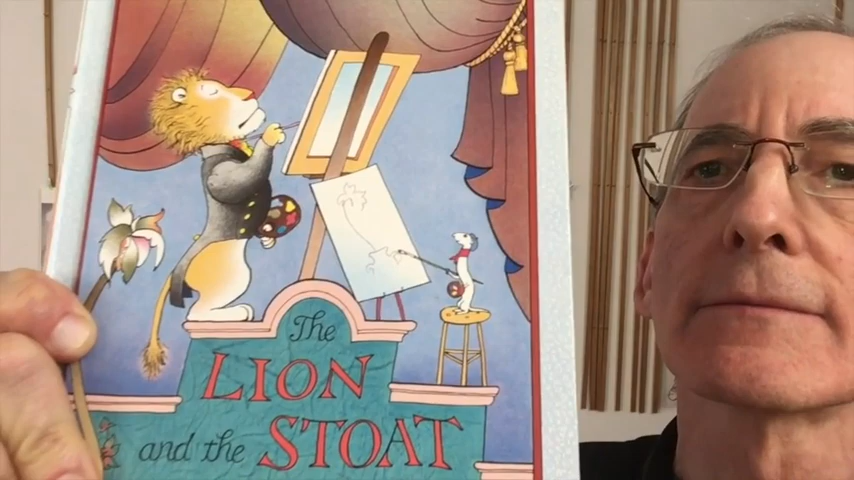 The
LION
and the STOAT